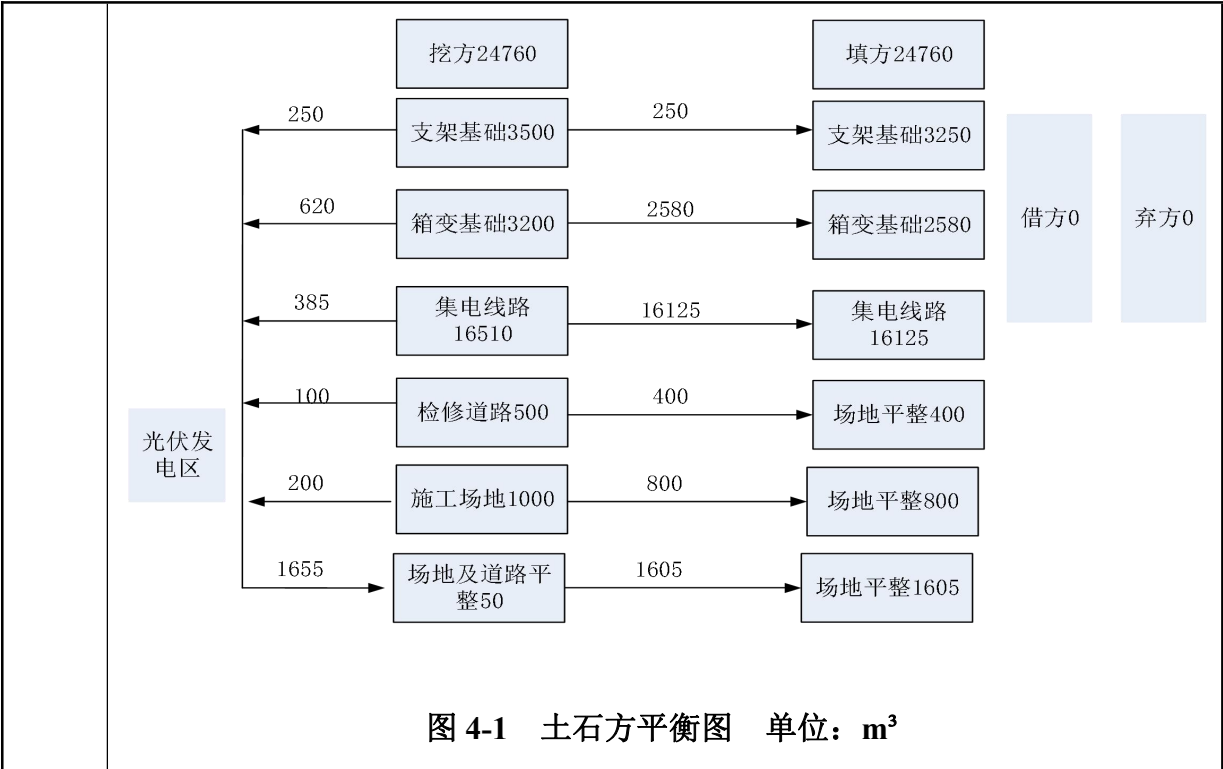 挖方24760
填方24760
250
支架基础3500
250
支架基础3250
620
箱变基础3200
2580
箱变基础2580
借方0
弃方0
385
集电线路
16510
16125
集电线路
16125
100
检修道路500
400
场地平整400
光伏发
电区
200
施工场地1000
800
场地平整800
1655
场地及道路平
整50
1605
场地平整1605
图 4-1 土石方平衡图 单位：m³